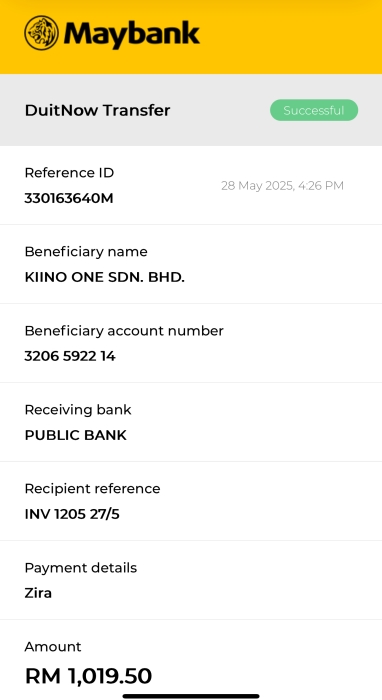 Maybank
DuitNow Transfer
Successful
Reference ID
28 May 2025, 4:26 PM
330163640M
Beneficiary name
KIINO ONE SDN. BHD.
Beneficiary account number
3206 5922 14
Receiving bank
PUBLIC BANK
Recipient reference
INV 1205 27/5
Payment details
Zira
Amount
RM 1,019.50